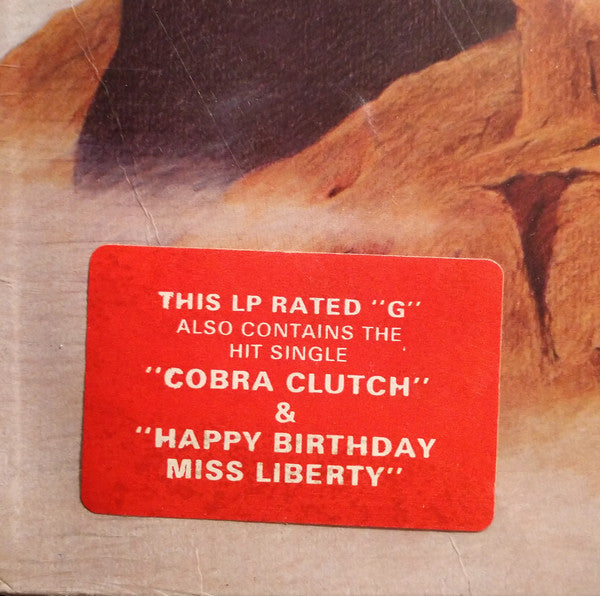 THIS LP RATED "G"
ALSO CONTAINS THE
HIT SINGLE
"COBRA CLUTCH"
&
"HAPPY BIRTHDAY
MISS LIBERTY"